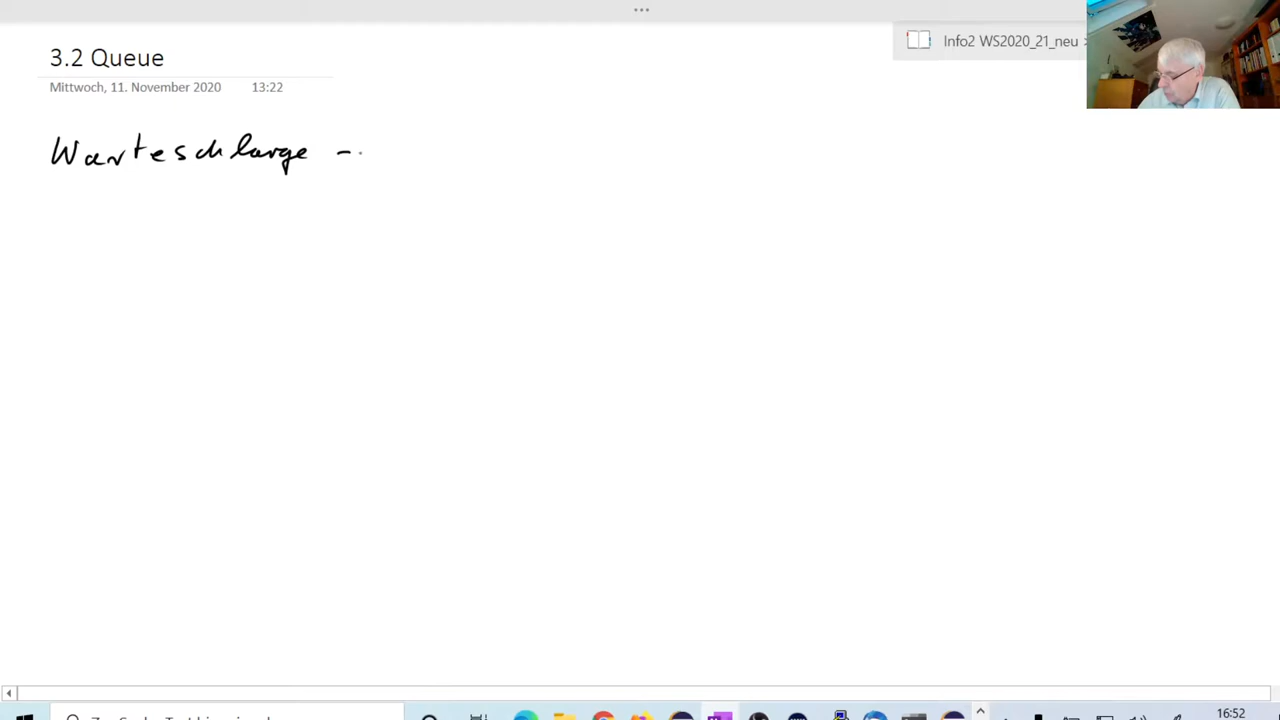 3.2 Queue
Info2 WS2020_21_neu >
Mittwoch, 11. November 2020 13:22
Warteschlange -
16:52